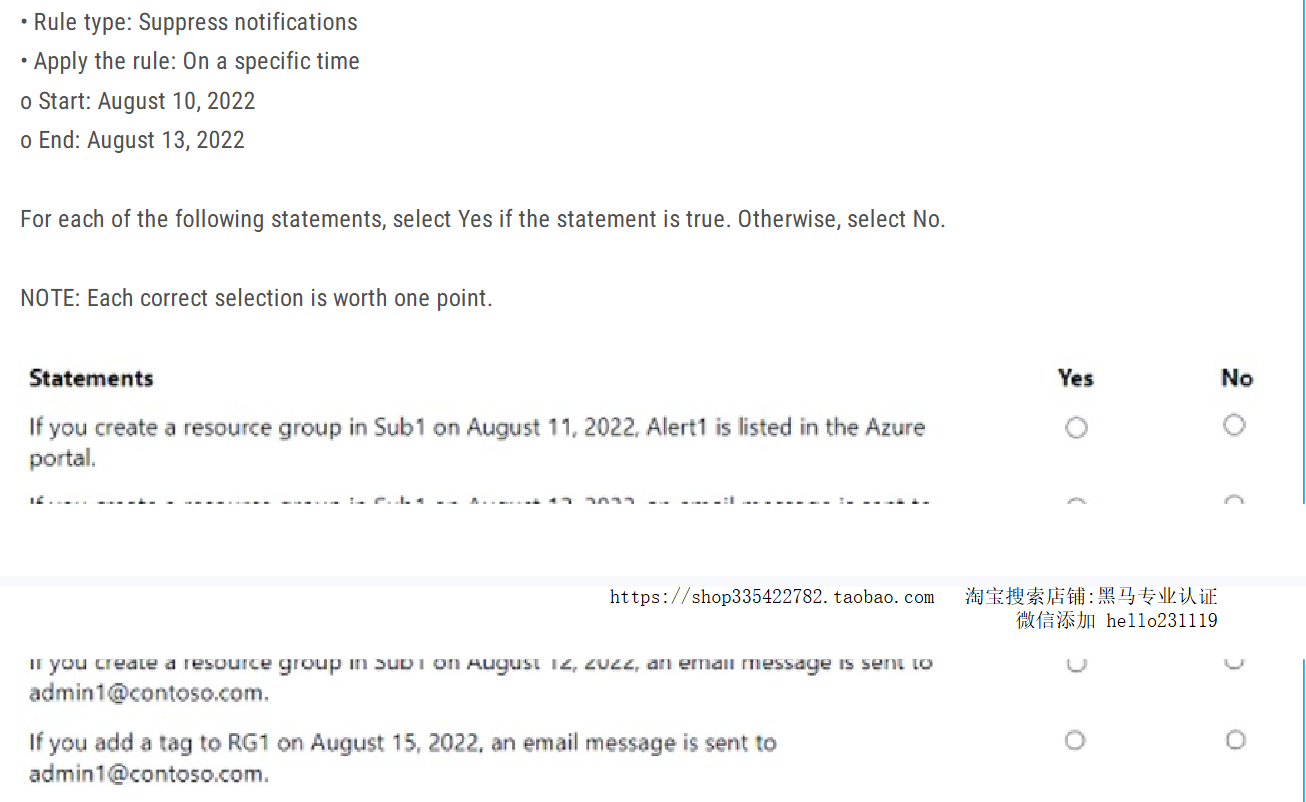 • Rule type: Suppress notifications
• Apply the rule: On a specific time
o Start: August 10, 2022
o End: August 13, 2022
For each of the following statements, select Yes if the statement is true. Otherwise, select No.
NOTE: Each correct selection is worth one point.
Statements Yes No
If you create a resource group in Sub1 on August 11, 2022, Alert1 is listed in the Azure
portal.
https://shop335422782.taobao.com 淘宝搜索店铺:黑马专业认证
微信添加 hello231119
If you create a resource group in Sub1 on August 12, 2022, an email message is sent to
admin1@contoso.com.
If you add a tag to RG1 on August 15, 2022, an email message is sent to
admin1@contoso.com.